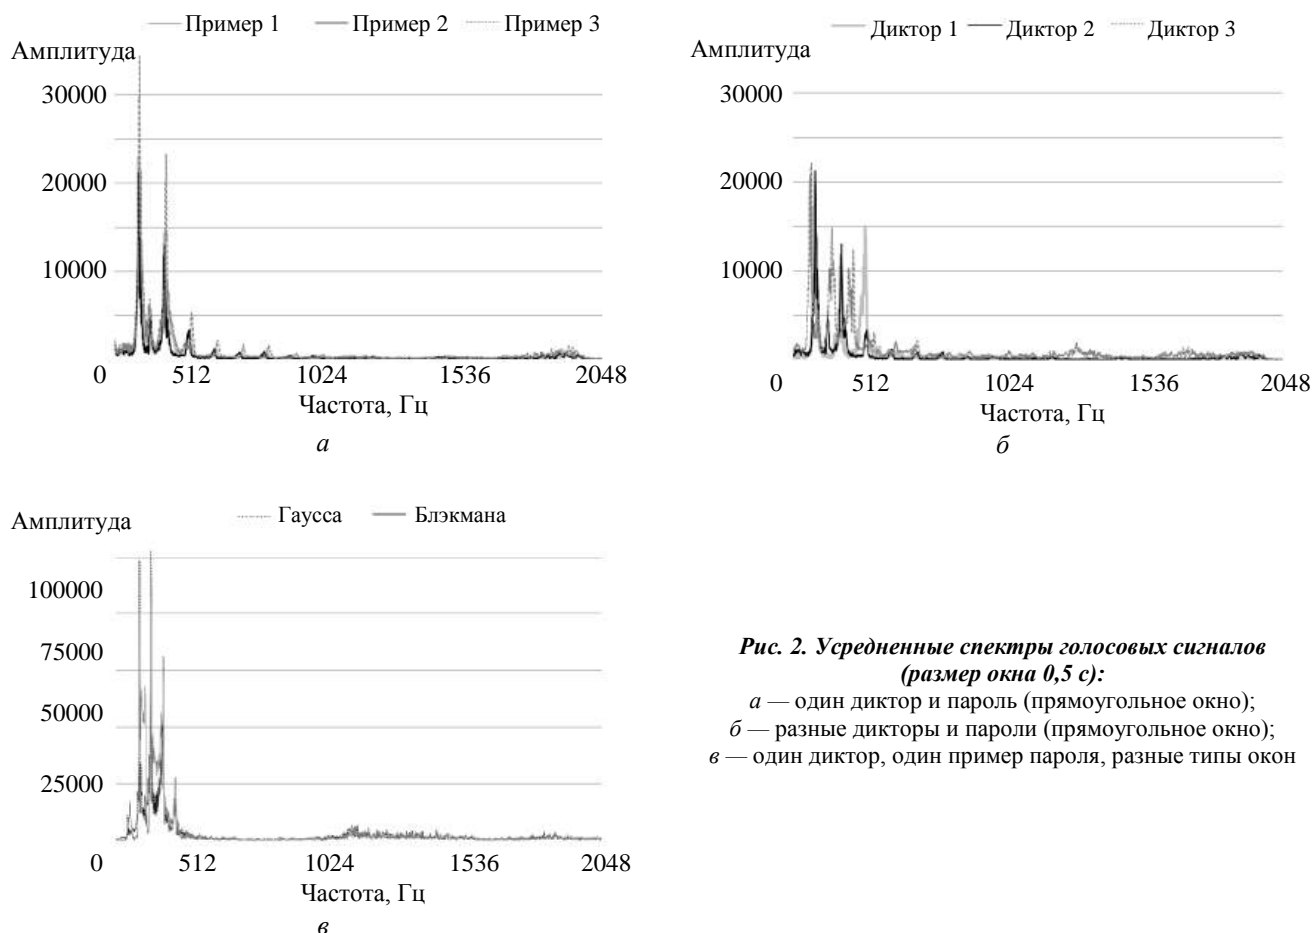 Пример 1 Пример 2 Пример 3
Амплитуда
30000
20000
10000
0 512 1024 1536 2048
Частота, Гц
а
Диктор 1 Диктор 2 Диктор 3
Амплитуда
30000
20000
10000
0 512 1024 1536 2048
Частота, Гц
б
Амплитуда
Гаусса Блэкмана
100000
75000
50000
25000
0 512 1024 1536 2048
Частота, Гц
в
Рис. 2. Усредненные спектры голосовых сигналов
(размер окна 0,5 с):
а — один диктор и пароль (прямоугольное окно);
б — разные дикторы и пароли (прямоугольное окно);
в — один диктор, один пример пароля, разные типы окон